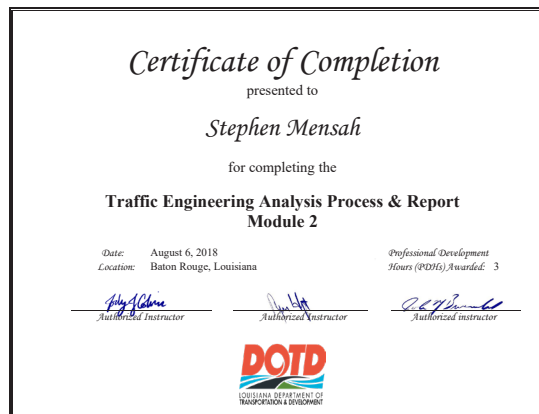 Certificate of Completion
presented to
Stephen Mensah
for completing the
Traffic Engineering Analysis Process & Report
Module 2
Date: August 6, 2018
Location: Baton Rouge, Louisiana
Professional Development
Hours (PDHs) Awarded: 3
Authorized Instructor
Authorized Instructor
Authorized instructor
DOTD
LOUISIANA DEPARTMENT OF
TRANSPORTATION & DEVELOPMENT